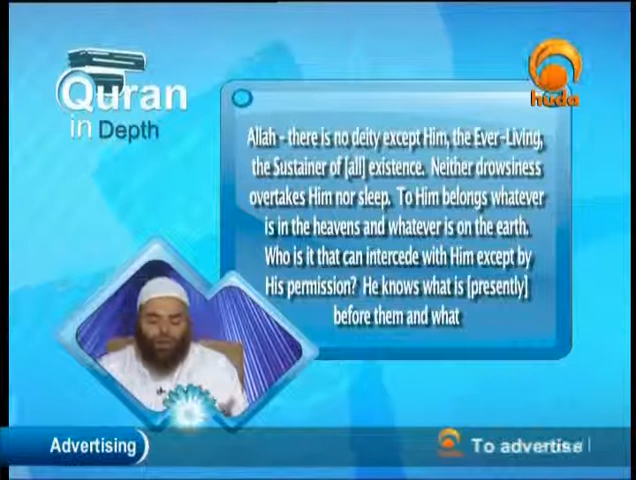 Quran
in Depth
huda
Allah - there is no deity except Him, the Ever-Living,
the Sustainer of [all] existence. Neither drowsiness
overtakes Him nor sleep. To Him belongs whatever
is in the heavens and whatever is on the earth.
Who is it that can intercede with Him except by
His permission? He knows what is [presently]
before them and what
Advertising
To advertise